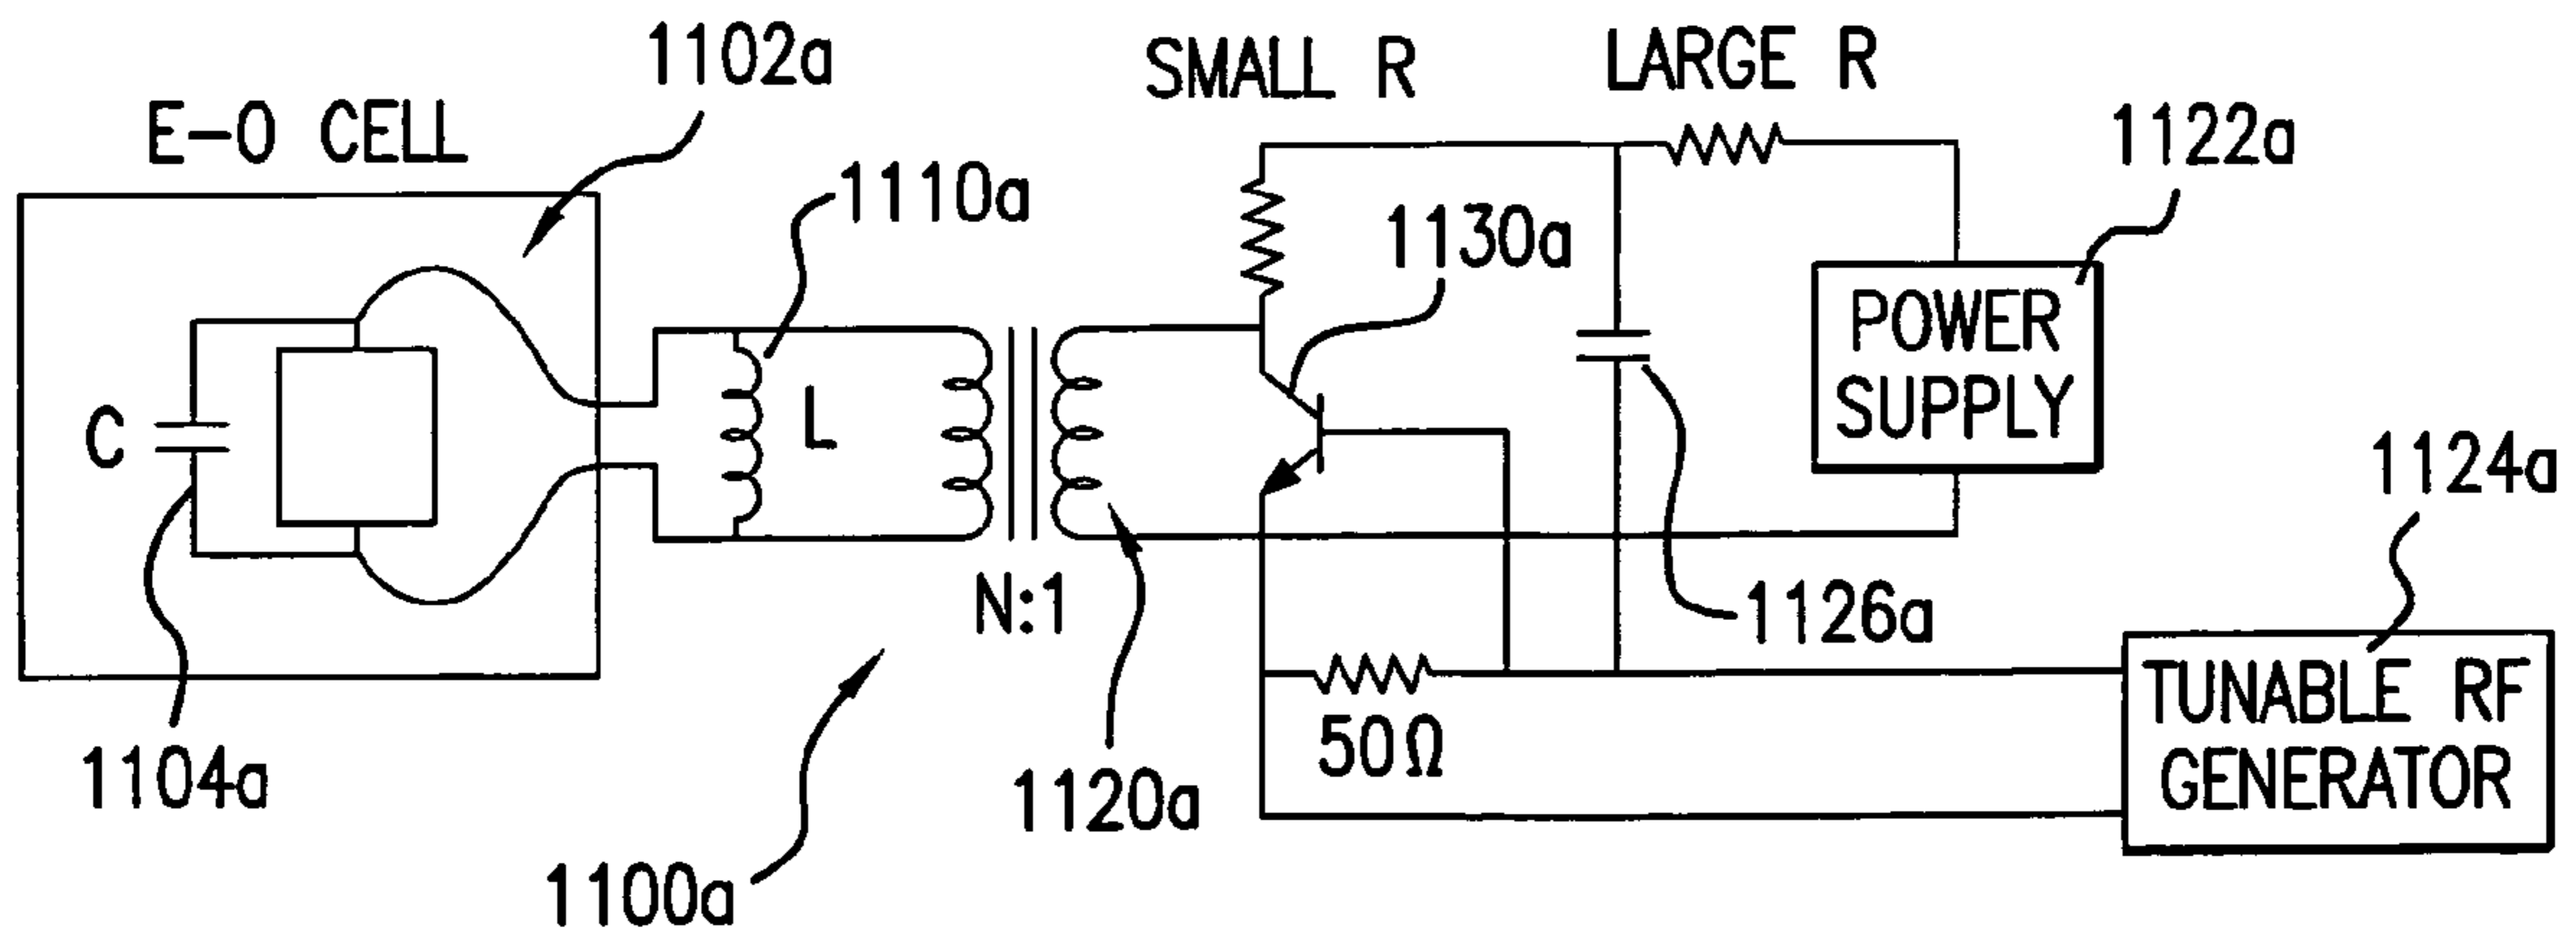 1102a
SMALL R
LARGE R
E-O CELL
1122a
1110a
1130a
POWER
SUPPLY
C
L
1124a
N:1
1126a
TUNABLE RF
GENERATOR
50Ω
1104a
1120a
1100a